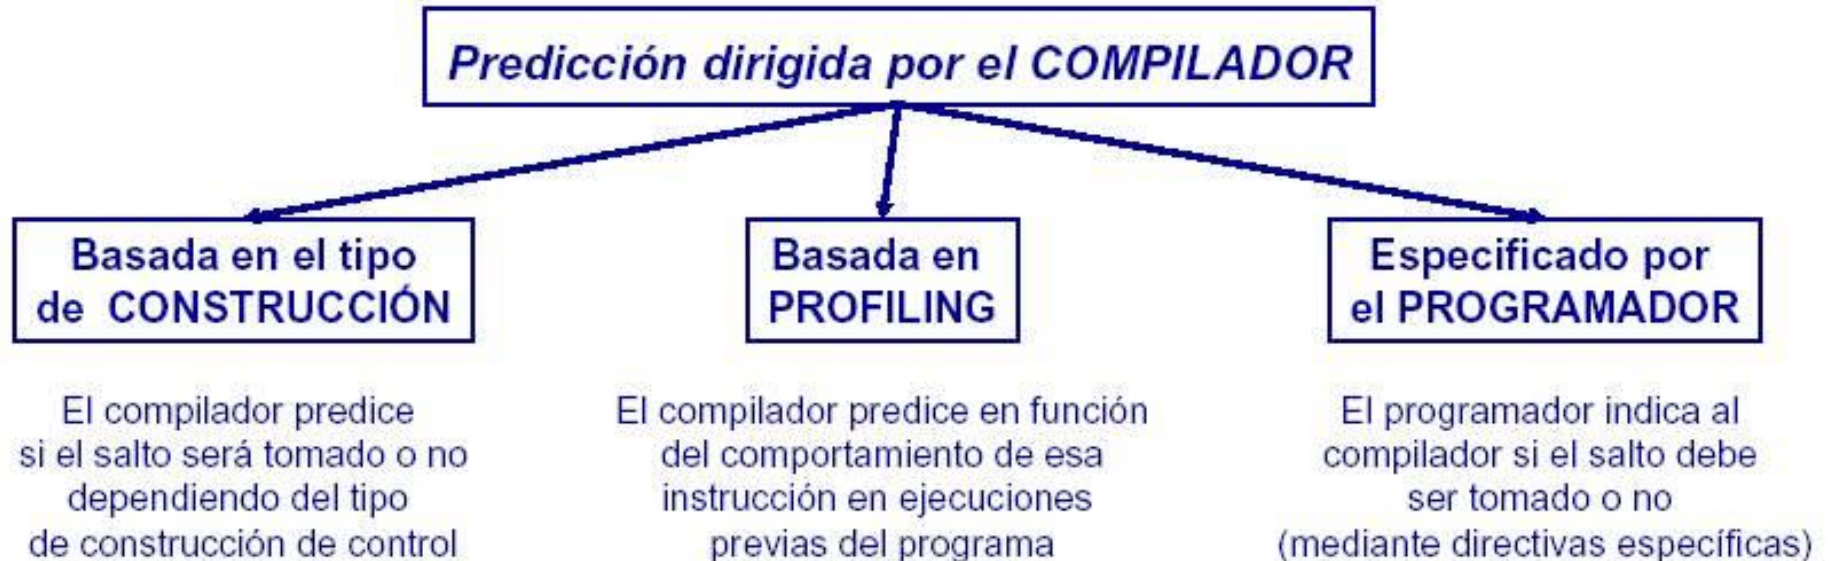 Predicción dirigida por el COMPILADOR
Basada en el tipo
de CONSTRUCCIÓN
El compilador predice
si el salto será tomado o no
dependiendo del tipo
de construcción de control
Basada en
PROFILING
El compilador predice en función
del comportamiento de esa
instrucción en ejecuciones
previas del programa
Especificado por
el PROGRAMADOR
El programador indica al
compilador si el salto debe
ser tomado o no
(mediante directivas específicas)